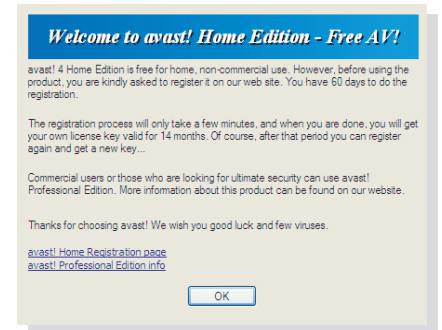 Welcome to avast! Home Edition - Free AV!
avast! 4 Home Edition is free for home, non-commercial use. However, before using the
product, you are kindly asked to register it on our web site. You have 60 days to do the
registration.
The registration process will only take a few minutes, and when you are done, you will get
your own license key valid for 14 months. Of course, after that period you can register
again and get a new key...
Commercial users or those who are looking for ultimate security can use avast!
Professional Edition. More information about this product can be found on our website.
Thanks for choosing avast! We wish you good luck and few viruses.
avast! Home Registration page
avast! Professional Edition info
OK